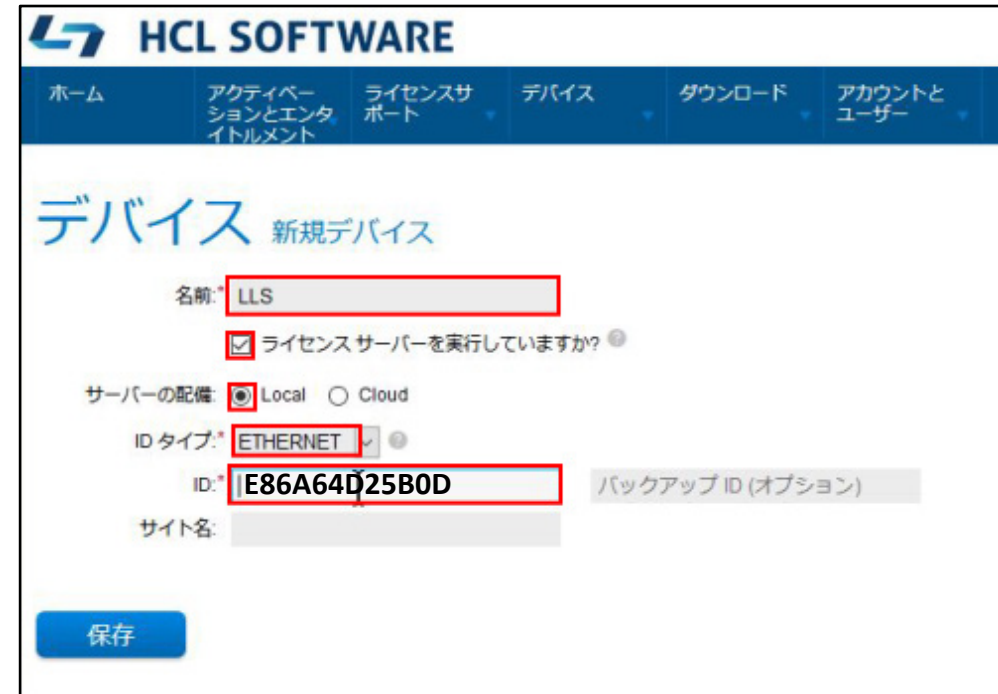 HCL SOFTWARE
ホーム
アクティベー
ションとエンタ
イトルメント
ライセンスサ
ポート
デバイス
ダウンロード
アカウントと
ユーザー
デバイス 新規デバイス
名前:* LLS
ライセンス サーバーを実行していますか? ?
サーバーの配備: Local Cloud
ID タイプ:* ETHERNET ?
ID:* E86A64D25B0D バックアップ ID (オプション)
サイト名:
保存